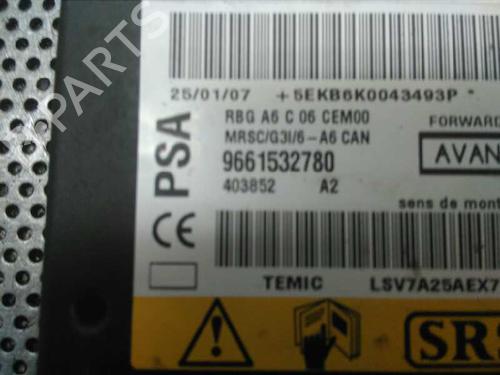 PARTS
25/01/07 +5EKB6K0043493P *
PSA
RBG A6 C 06 CEM00
MRSC/G3I/6-A6 CAN
9661532780
403852 A2
FORWARD
AVAN
sens de mont
CE
TEMIC LSV7A25AEX7
SRS